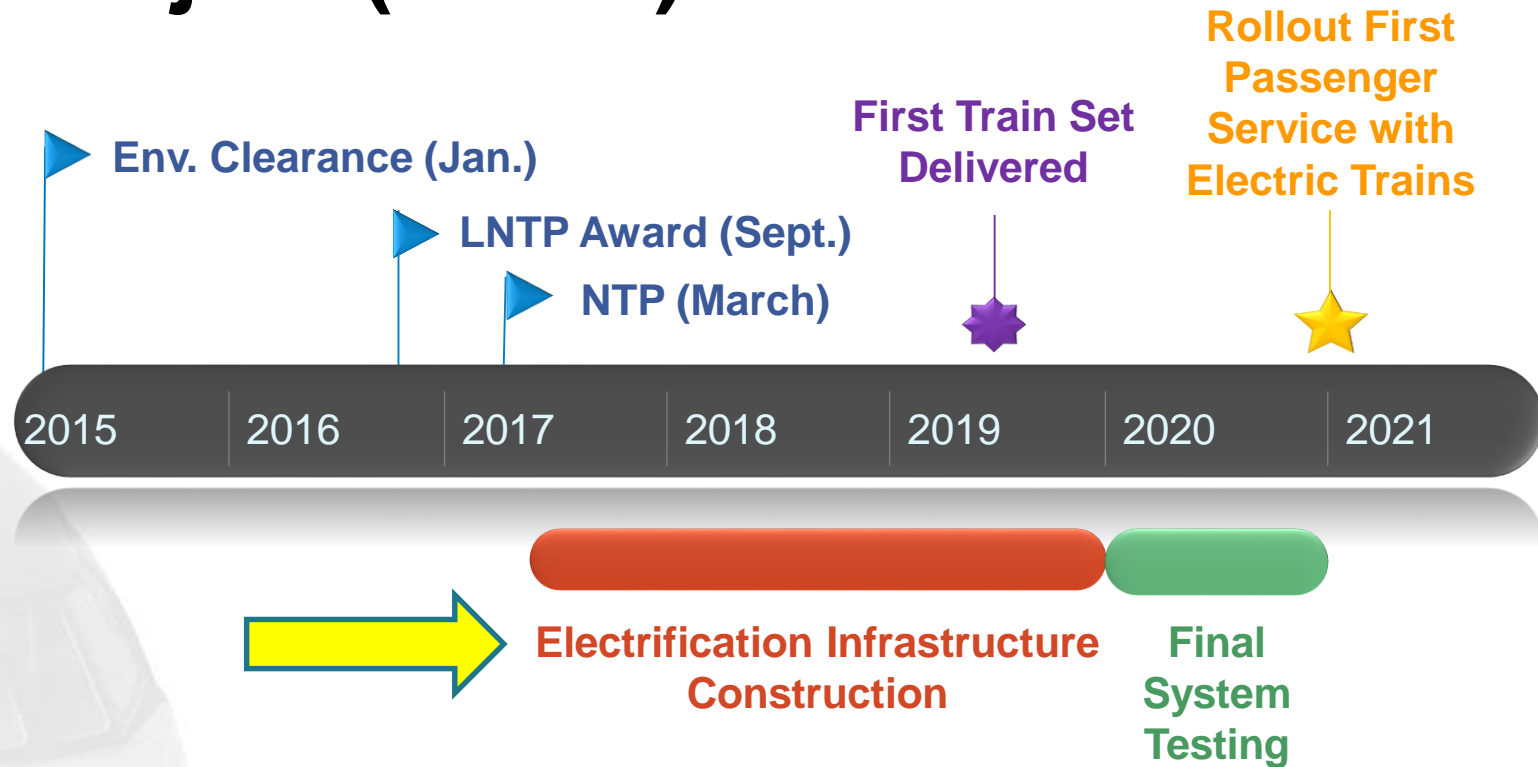 Env. Clearance (Jan.)
LNTP Award (Sept.)
NTP (March)
First Train Set
Delivered
Rollout First
Passenger
Service with
Electric Trains
2015 2016 2017 2018 2019 2020 2021
Electrification Infrastructure
Construction
Final
System
Testing